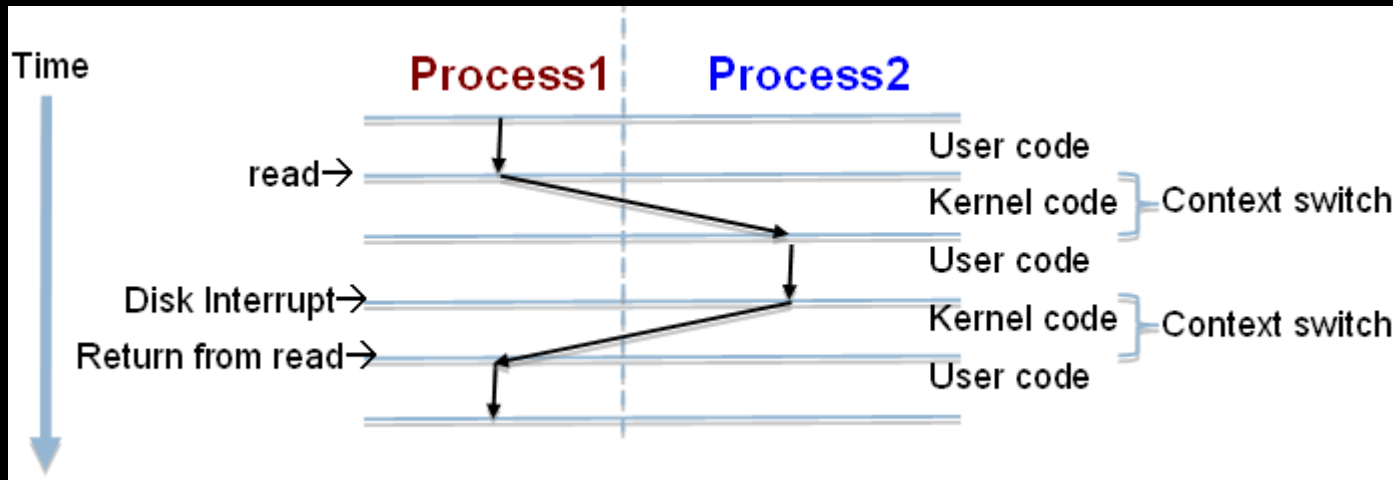 Time
Process1
Process2
User code
read→
Kernel code
Context switch
User code
Disk Interrupt→
Kernel code
Context switch
Return from read→
User code